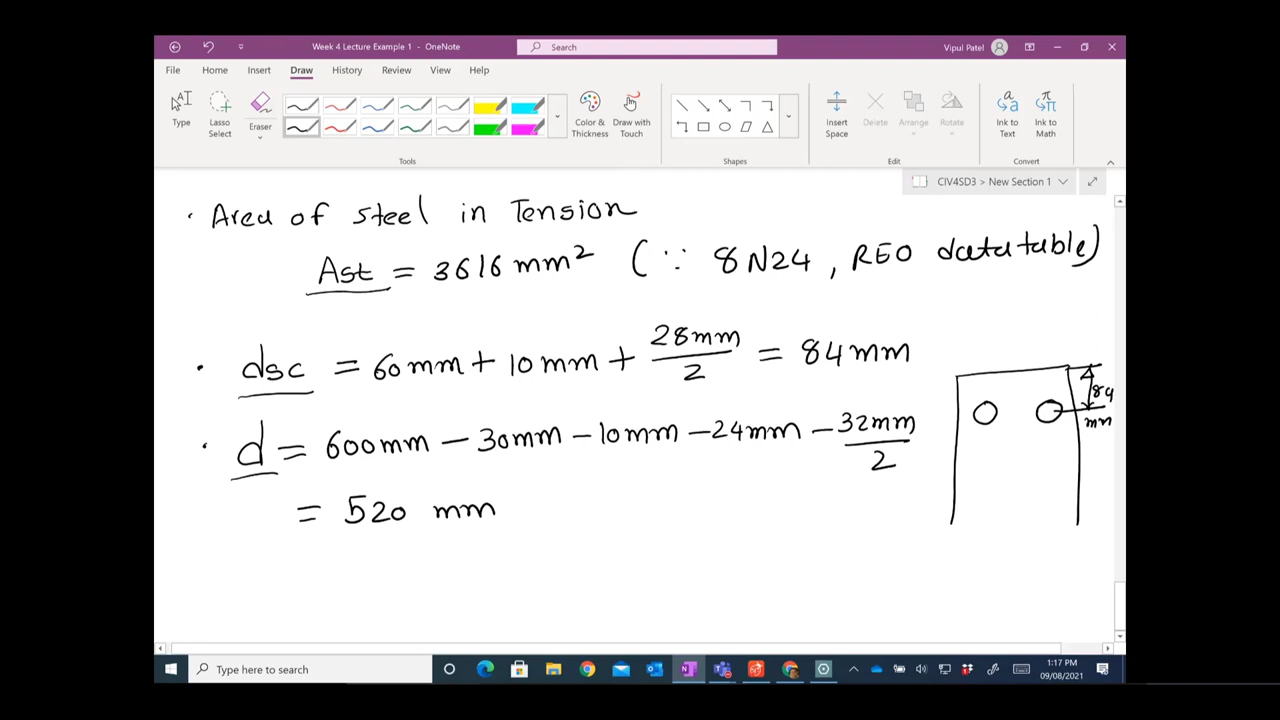 Week 4 Lecture Example 1 - OneNote
Search
Vipul Patel
File Home Insert Draw History Review View Help
Type
Lasso Select
Eraser
Color & Thickness
Draw with Touch
Insert Space
Delete
Arrange
Rotate
Ink to Text
Ink to Math
Tools
Shapes
Edit
Convert
CIV4SD3 > New Section 1
· Area of steel in Tension
Ast = 3616 mm² (∵ 8N24, REO data table)
· dsc = 60mm + 10mm + 28mm/2 = 84mm
84
mm
· d = 600mm - 30mm - 10mm - 24mm - 32mm/2
= 520 mm
Type here to search
1:17 PM
09/08/2021